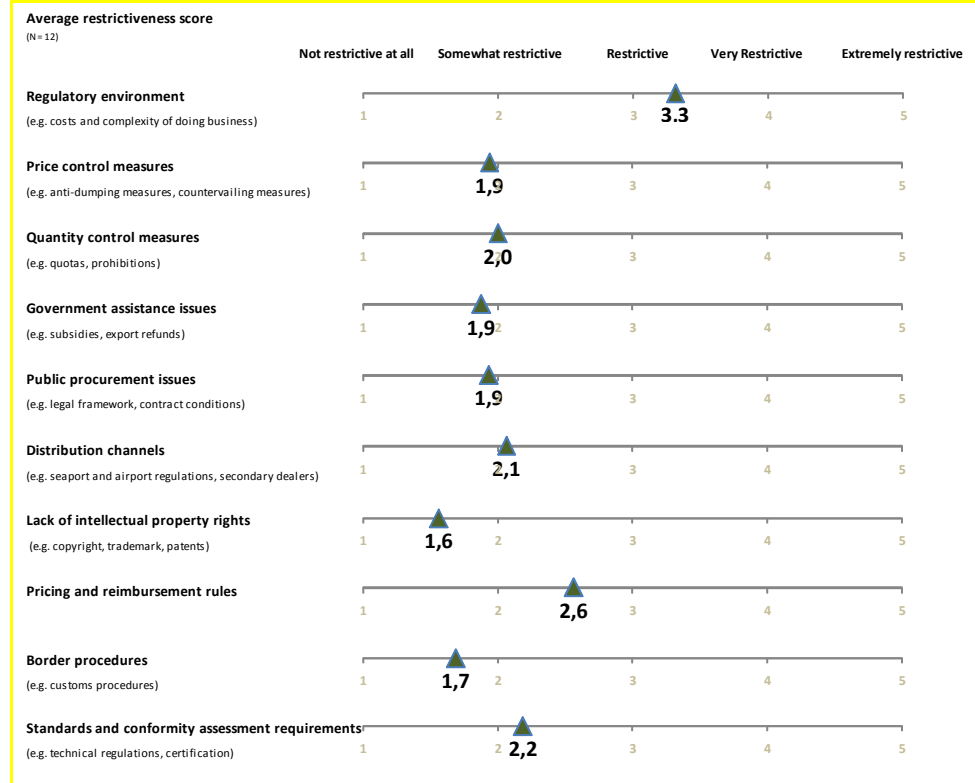 Average restrictiveness score
(N = 12)
Not restrictive at all Somewhat restrictive Restrictive Very Restrictive Extremely restrictive
Regulatory environment
(e.g. costs and complexity of doing business)
1 2 3 4 5
3.3
Price control measures
(e.g. anti-dumping measures, countervailing measures)
1 2 3 4 5
1,9
Quantity control measures
(e.g. quotas, prohibitions)
1 2 3 4 5
2,0
Government assistance issues
(e.g. subsidies, export refunds)
1 2 3 4 5
1,9
Public procurement issues
(e.g. legal framework, contract conditions)
1 2 3 4 5
1,9
Distribution channels
(e.g. seaport and airport regulations, secondary dealers)
1 2 3 4 5
2,1
Lack of intellectual property rights
(e.g. copyright, trademark, patents)
1 2 3 4 5
1,6
Pricing and reimbursement rules
1 2 3 4 5
2,6
Border procedures
(e.g. customs procedures)
1 2 3 4 5
1,7
Standards and conformity assessment requirements
(e.g. technical regulations, certification)
1 2 3 4 5
2,2